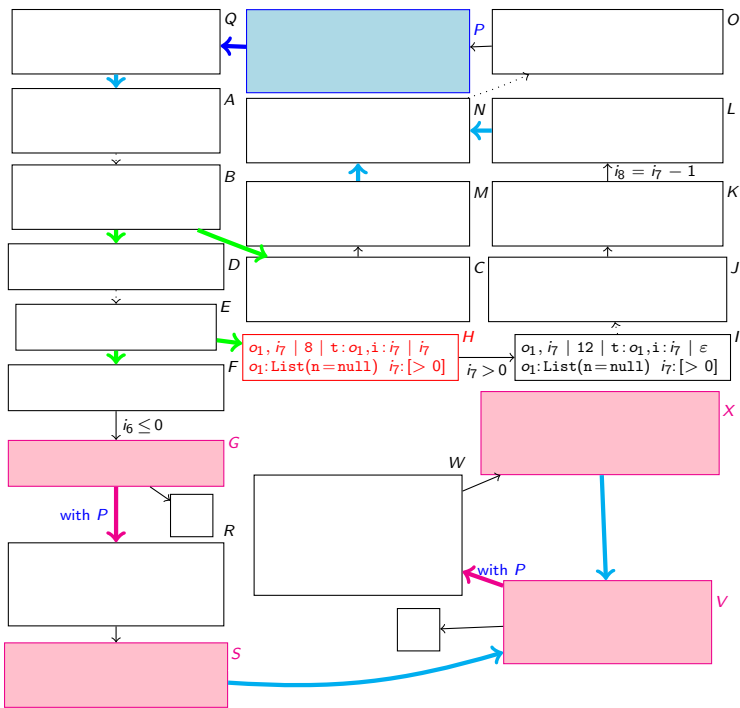 Q
P
O
A
N
L
B
i₈ = i₇ − 1
M
K
D
C
J
E
H
I
o₁, i₇ | 8 | t:o₁,i:i₇ | i₇
o₁:List(n=null) i₇:[> 0]
i₇>0
o₁, i₇ | 12 | t:o₁,i:i₇ | ε
o₁:List(n=null) i₇:[> 0]
F
i₆ ≤ 0
X
G
W
with P
R
with P
V
S